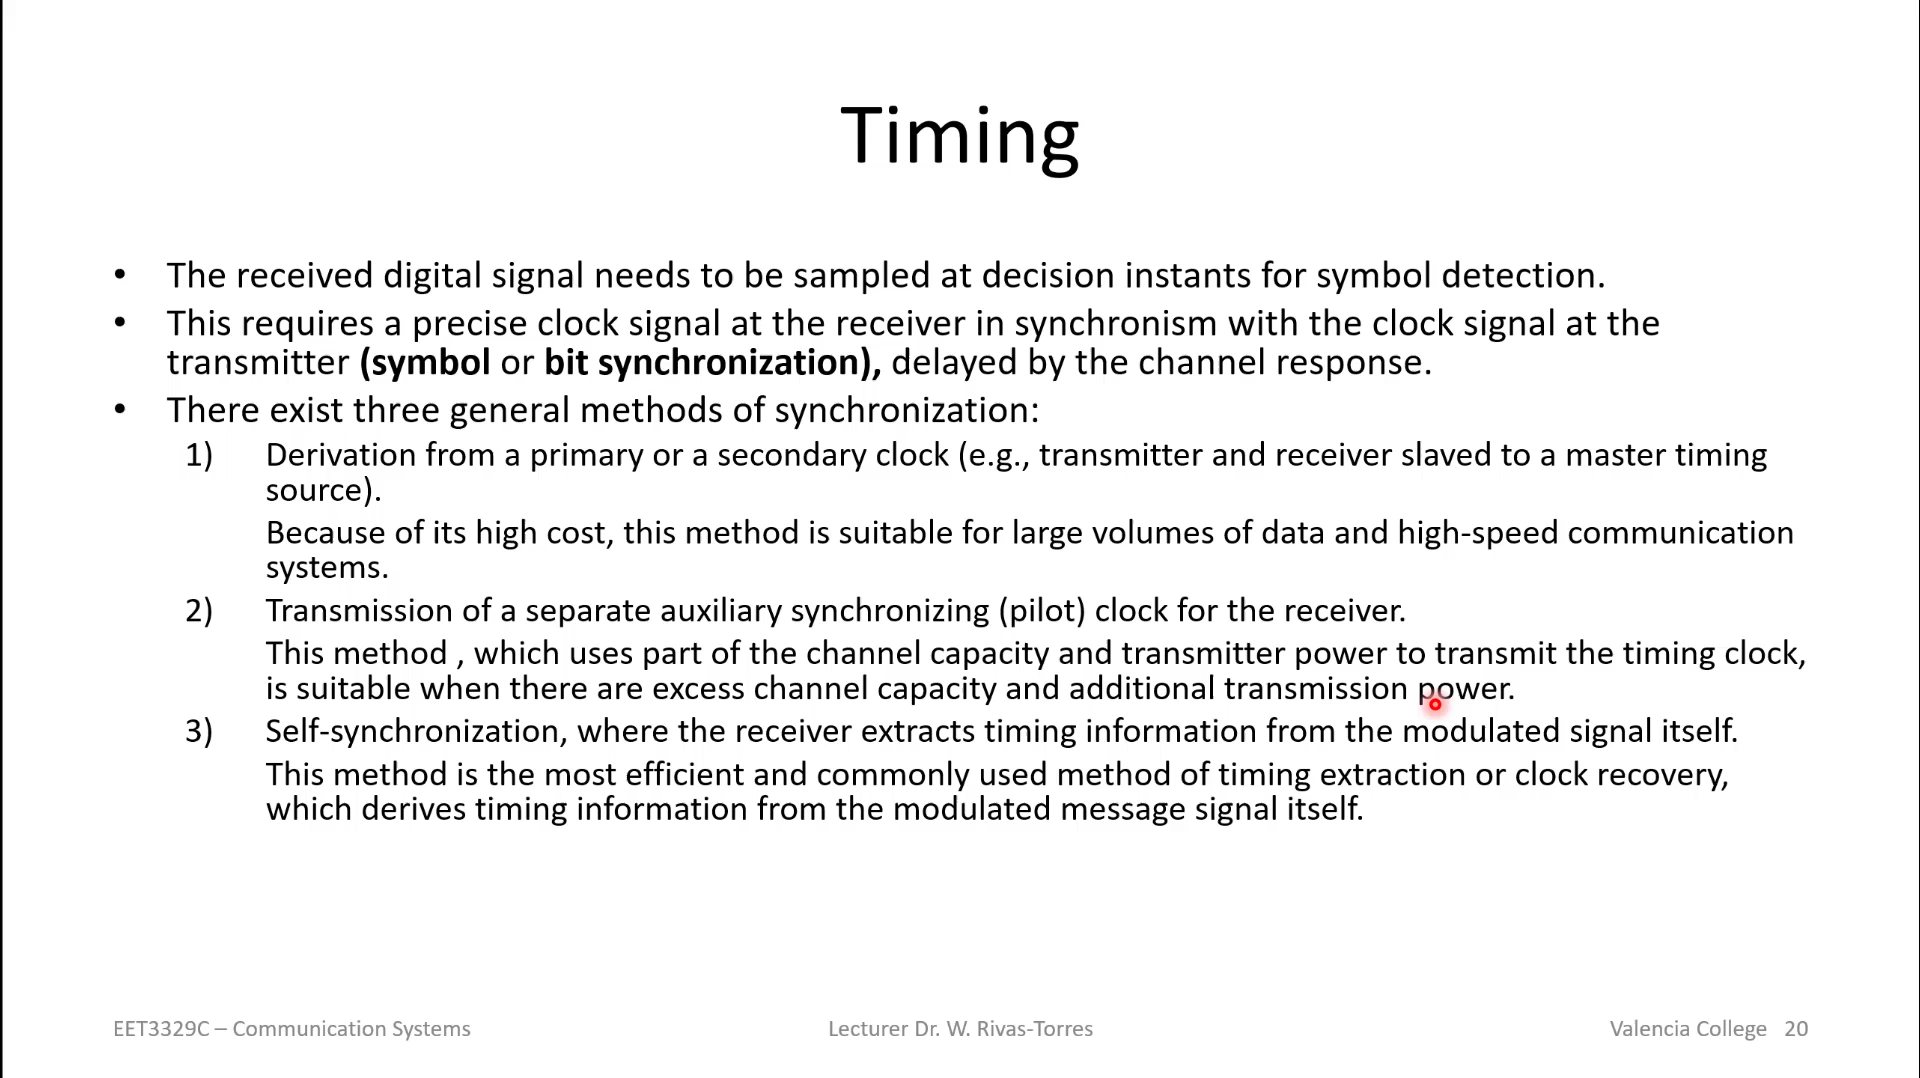 Timing
• The received digital signal needs to be sampled at decision instants for symbol detection.
• This requires a precise clock signal at the receiver in synchronism with the clock signal at the
transmitter (symbol or bit synchronization), delayed by the channel response.
• There exist three general methods of synchronization:
1) Derivation from a primary or a secondary clock (e.g., transmitter and receiver slaved to a master timing
source).
Because of its high cost, this method is suitable for large volumes of data and high-speed communication
systems.
2) Transmission of a separate auxiliary synchronizing (pilot) clock for the receiver.
This method , which uses part of the channel capacity and transmitter power to transmit the timing clock,
is suitable when there are excess channel capacity and additional transmission power.
3) Self-synchronization, where the receiver extracts timing information from the modulated signal itself.
This method is the most efficient and commonly used method of timing extraction or clock recovery,
which derives timing information from the modulated message signal itself.
EET3329C – Communication Systems
Lecturer Dr. W. Rivas-Torres
Valencia College 20